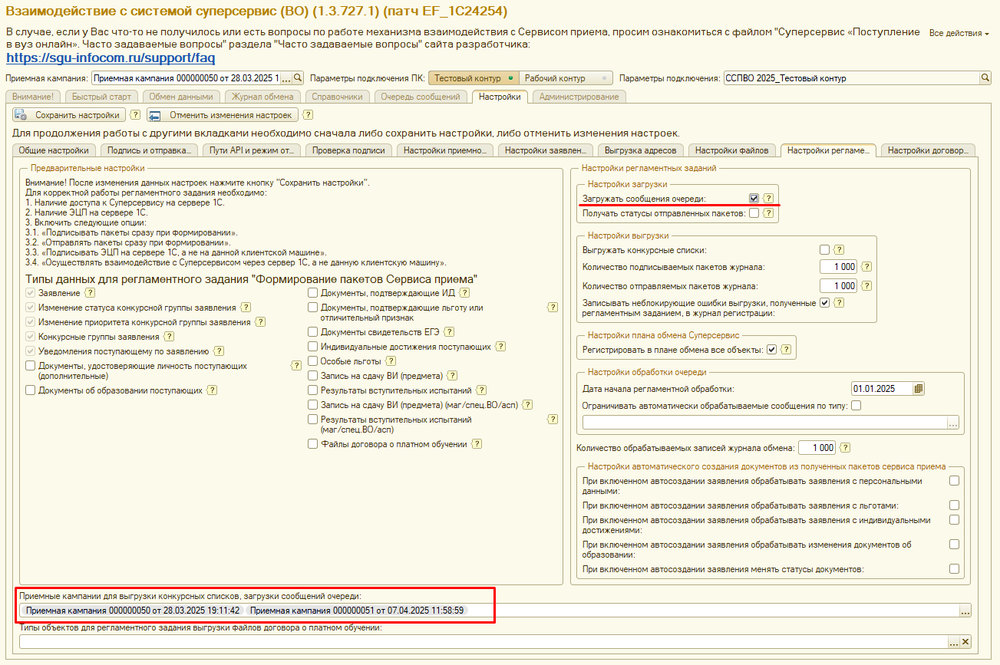 Взаимодействие с системой суперсервис (ВО) (1.3.727.1) (патч EF_1C24254)
В случае, если у Вас что-то не получилось или есть вопросы по работе механизма взаимодействия с Сервисом приема, просим ознакомиться с файлом "Суперсервис «Поступление
в вуз онлайн». Часто задаваемые вопросы" раздела "Часто задаваемые вопросы" сайта разработчика:
Все действия
https://sgu-infocom.ru/support/faq
Приемная кампания: Приемная кампания 000000050 от 28.03.2025 1 ... Параметры подключения ПК: Тестовый контур Рабочий контур Параметры подключения: ССПВО 2025_Тестовый контур
Внимание! Быстрый старт Обмен данными Журнал обмена Справочники Очередь сообщений Настройки Администрирование
Сохранить настройки ? Отменить изменения настроек ?
Для продолжения работы с другими вкладками необходимо сначала либо сохранить настройки, либо отменить изменения настроек.
Общие настройки Подпись и отправка... Пути API и режим от... Проверка подписи Настройки приемно... Настройки заявлен... Выгрузка адресов Настройки файлов Настройки регламе... Настройки договор...
Предварительные настройки
Внимание! После изменения данных настроек нажмите кнопку "Сохранить настройки".
Для корректной работы регламентного задания необходимо:
1. Наличие доступа к Суперсервису на сервере 1С.
2. Наличие ЭЦП на сервере 1С.
3. Включить следующие опции:
3.1. «Подписывать пакеты сразу при формировании».
3.2. «Отправлять пакеты сразу при формировании».
3.3. «Подписывать ЭЦП на сервере 1С, а не на данной клиентской машине».
3.4. «Осуществлять взаимодействие с Суперсервисом через сервер 1С, а не данную клиентскую машину».
Типы данных для регламентного задания "Формирование пакетов Сервиса приема"
Заявление ?
Изменение статуса конкурсной группы заявления ?
Изменение приоритета конкурсной группы заявления ?
Конкурсные группы заявления ?
Уведомления поступающему по заявлению ?
Документы, удостоверяющие личность поступающих ?
(дополнительные)
Документы об образовании поступающих ?
Документы, подтверждающие ИД ?
Документы, подтверждающие льготу или ?
отличительный признак
Документы свидетельств ЕГЭ ?
Индивидуальные достижения поступающих ?
Особые льготы ?
Запись на сдачу ВИ (предмета) ?
Результаты вступительных испытаний ?
Запись на сдачу ВИ (предмета) (маг/спец.ВО/асп) ?
Результаты вступительных испытаний ?
(маг/спец.ВО/асп)
Файлы договора о платном обучении ?
Настройки регламентных заданий
Настройки загрузки
Загружать сообщения очереди: ?
Получать статусы отправленных пакетов: ?
Настройки выгрузки
Выгружать конкурсные списки: ?
Количество подписываемых пакетов журнала: 1 000 ?
Количество отправляемых пакетов журнала: 1 000 ?
Записывать неблокирующие ошибки выгрузки, полученные ?
регламентным заданием, в журнал регистрации:
Настройки плана обмена Суперсервис
Регистрировать в плане обмена все объекты: ?
Настройки обработки очереди
Дата начала регламентной обработки: 01.01.2025
Ограничивать автоматически обрабатываемые сообщения по типу:
...
Количество обрабатываемых записей журнала обмена: 1 000 ?
Настройки автоматического создания документов из полученных пакетов сервиса приема
При включенном автосоздании заявления обрабатывать заявления с персональными
данными:
При включенном автосоздании заявления обрабатывать заявления с льготами:
При включенном автосоздании заявления обрабатывать заявления с индивидуальными
достижениями:
При включенном автосоздании заявления обрабатывать изменения документов об
образовании:
При включенном автосоздании заявления менять статусы документов:
Приемные кампании для выгрузки конкурсных списков, загрузки сообщений очереди:
Приемная кампания 000000050 от 28.03.2025 19:11:42 Приемная кампания 000000051 от 07.04.2025 11:58:59 ...
Типы объектов для регламентного задания выгрузки файлов договора о платном обучении:
... ×